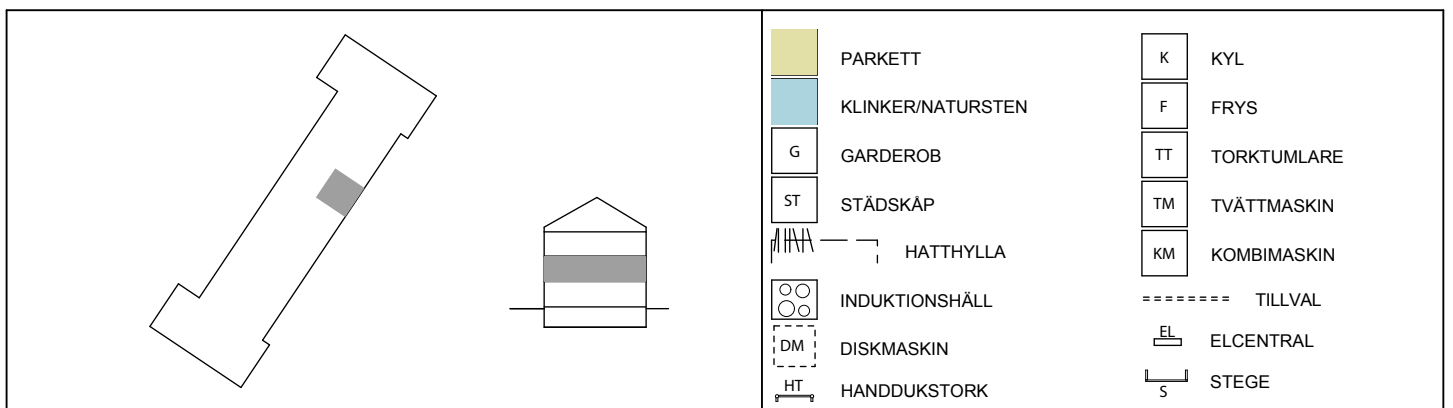 PARKETT
KLINKER/NATURSTEN
G GARDEROB
ST STÄDSKÅP
HATTHYLLA
INDUKTIONSHÄLL
DM DISKMASKIN
HT HANDDUKSTORK
K KYL
F FRYS
TT TORKTUMLARE
TM TVÄTTMASKIN
KM KOMBIMASKIN
TILLVAL
EL ELCENTRAL
S STEGE